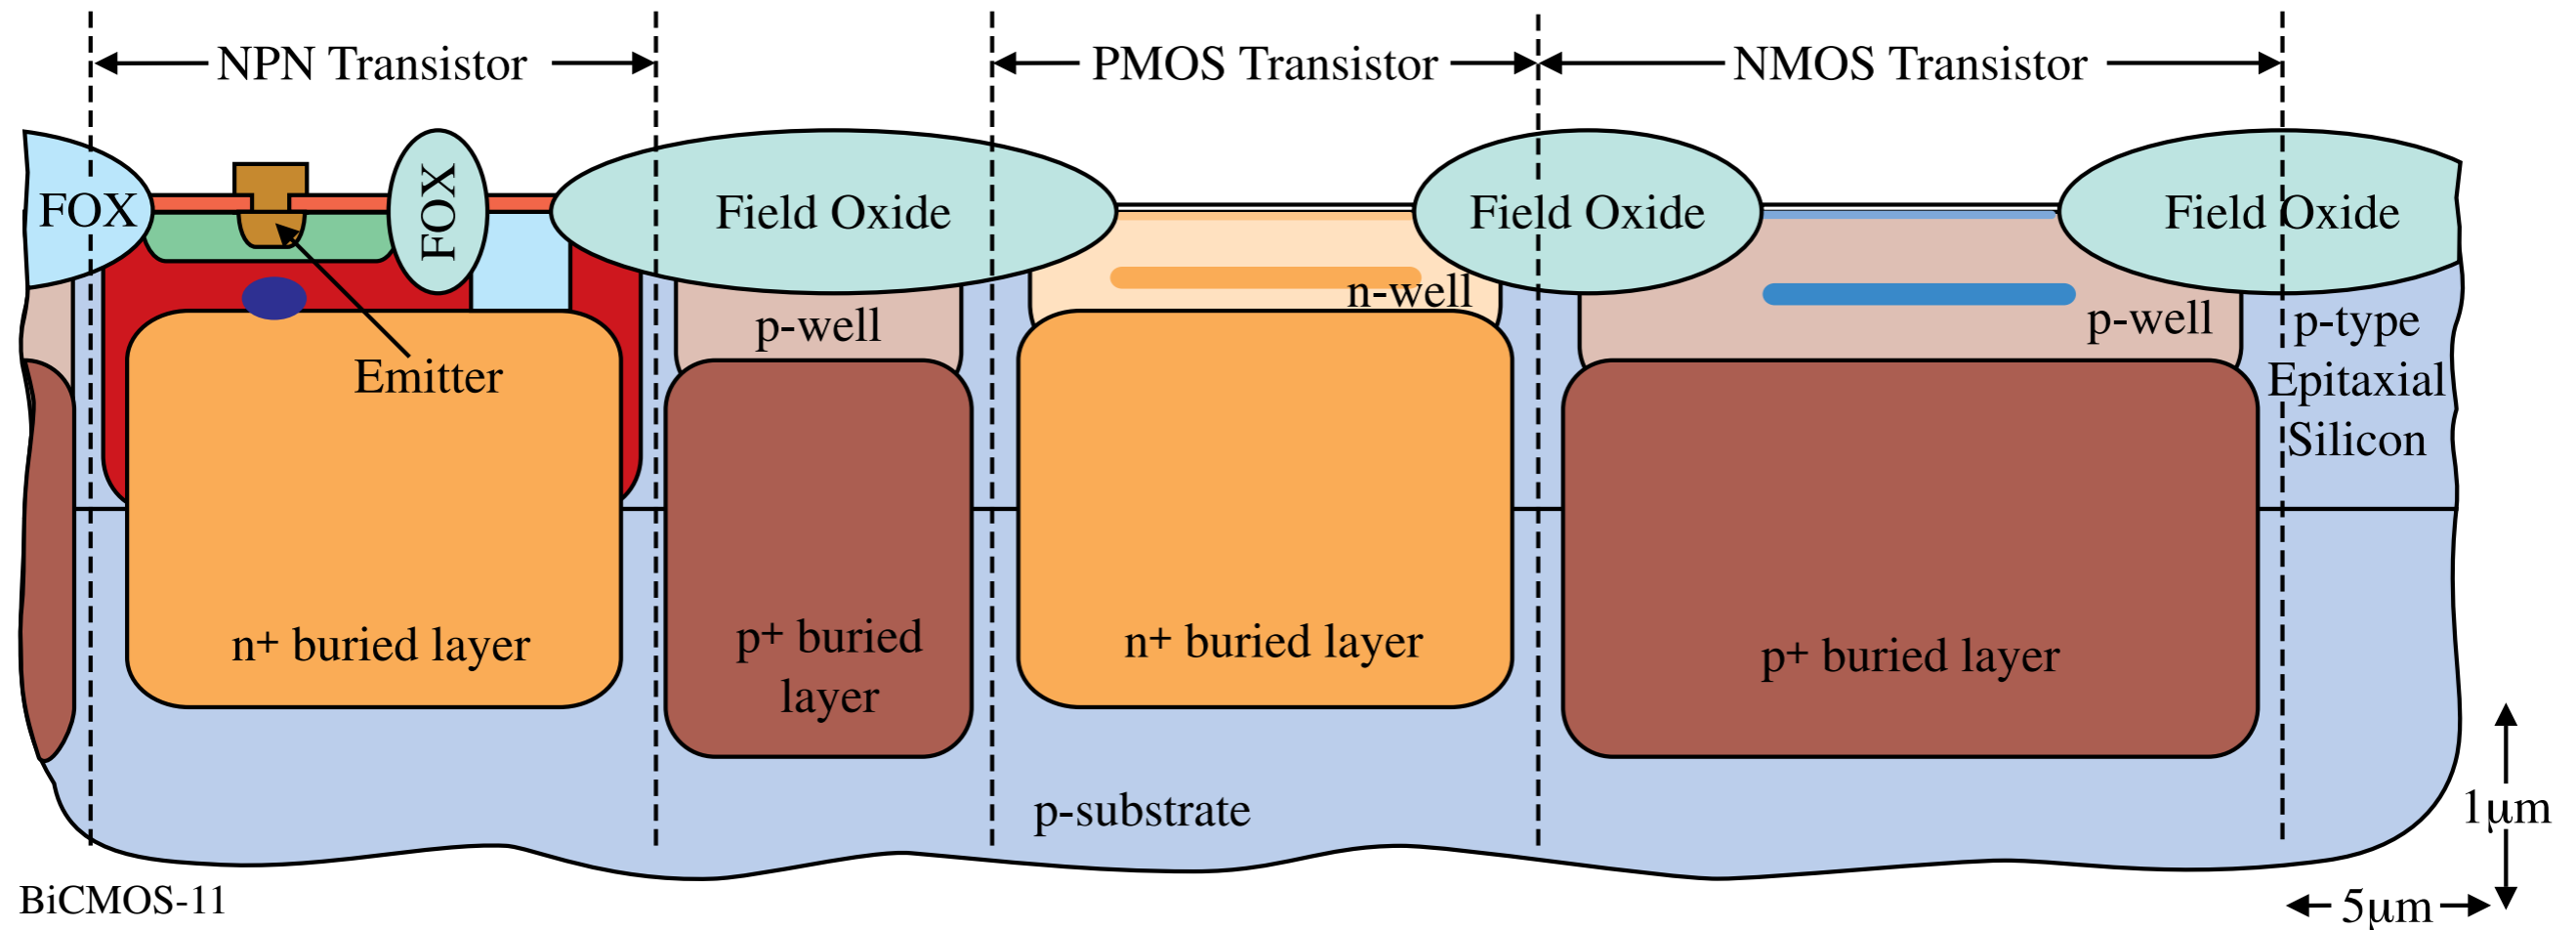 NPN Transistor
PMOS Transistor
NMOS Transistor
FOX
FOX
Field Oxide
Field Oxide
Field Oxide
n-well
p-well
p-well
p-type
Epitaxial
Silicon
Emitter
n+ buried layer
p+ buried
layer
n+ buried layer
p+ buried layer
p-substrate
1μm
5μm
BiCMOS-11